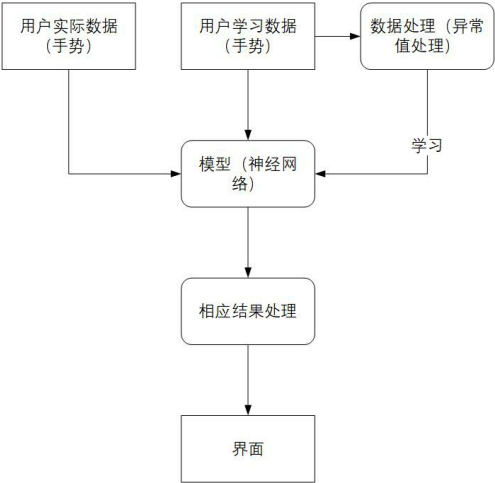 用户实际数据
（手势）
用户学习数据
（手势）
数据处理（异常
值处理）
学习
模型（神经网
络）
相应结果处理
界面